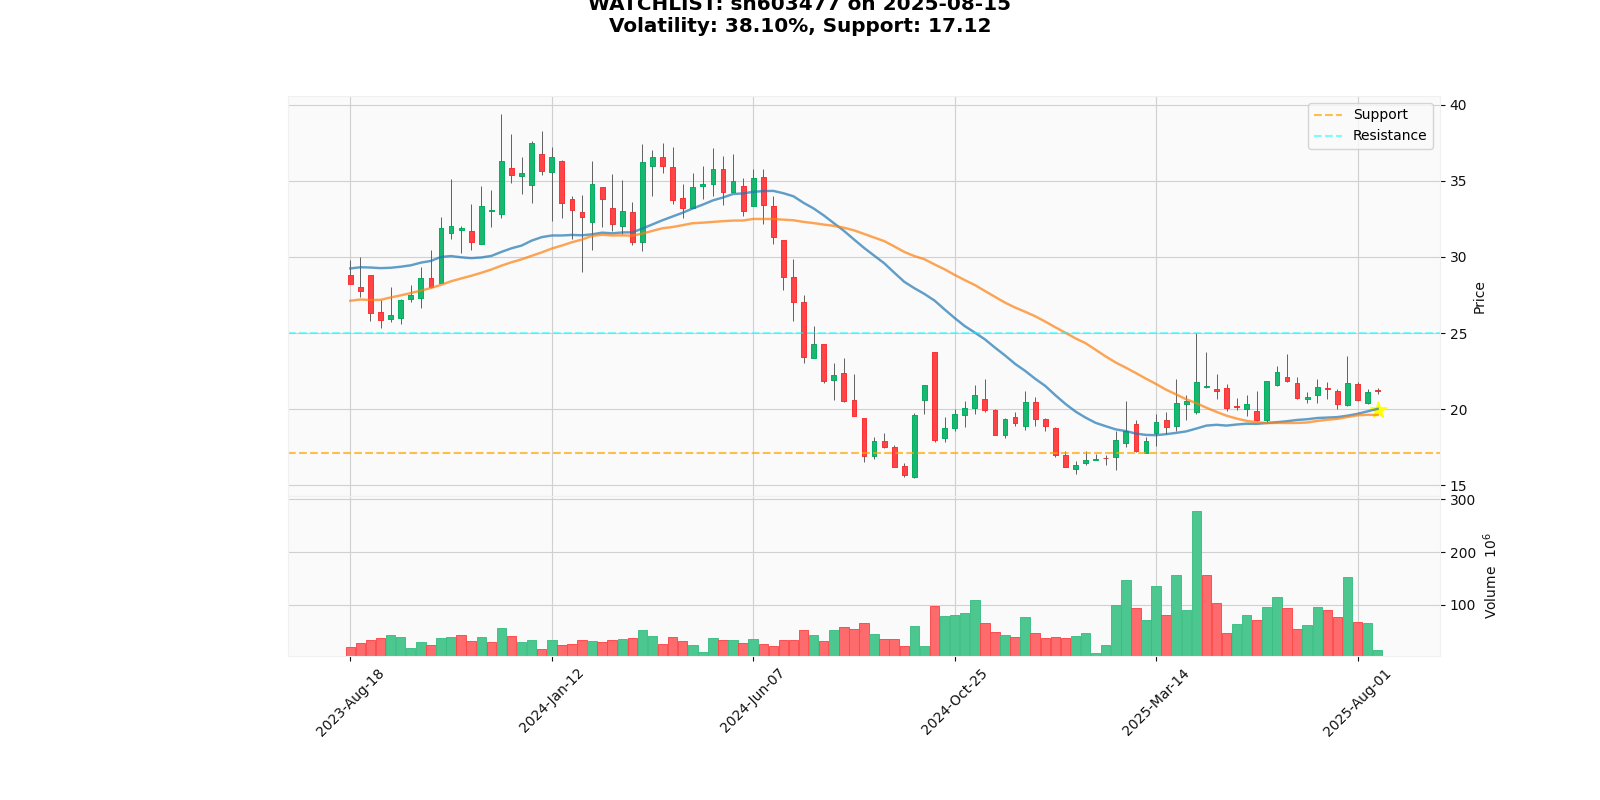 WATCHLIST: sh603477 on 2025-08-15
Volatility: 38.10%, Support: 17.12
Support
Resistance
40
35
30
25
20
15
Price
300
200
100
Volume 10^6
2023-Aug-18
2024-Jan-12
2024-Jun-07
2024-Oct-25
2025-Mar-14
2025-Aug-01